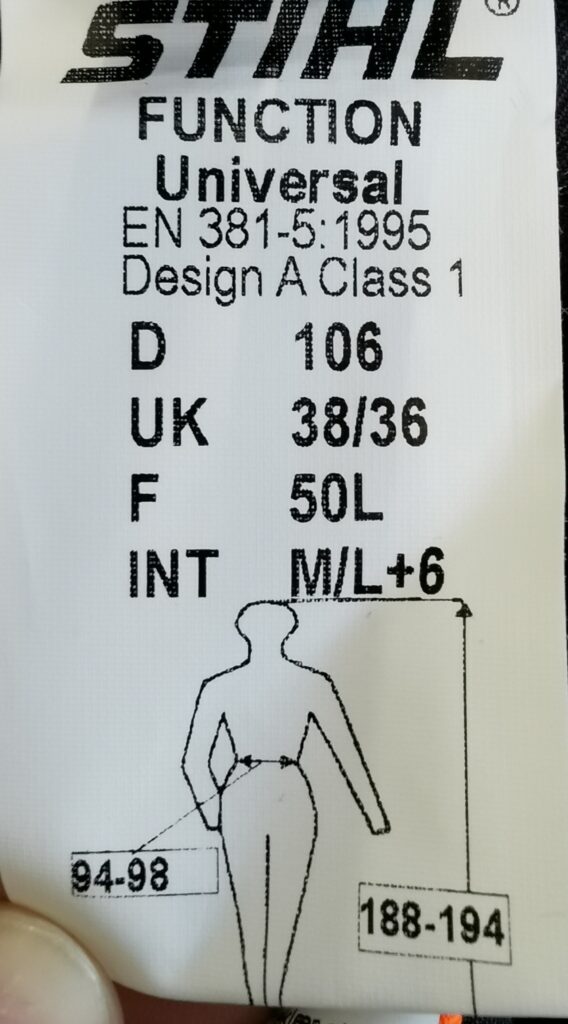 STIHL®
FUNCTION
Universal
EN 381-5:1995
Design A Class 1
D 106
UK 38/36
F 50L
INT M/L+6
94-98
188-194